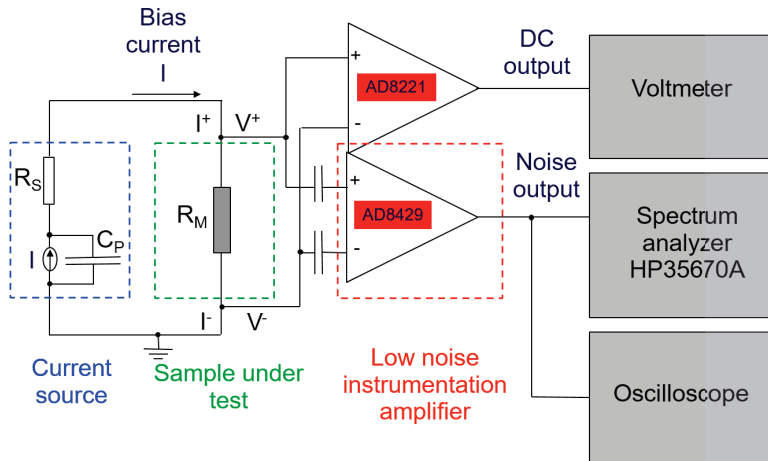 Bias
current
I
DC
output
Voltmeter
+
AD8221
-
I+ V+
RS
RM
CP
I
+
AD8429
-
Noise
output
Spectrum
analyzer
HP35670A
I- V-
Current
source
Sample under
test
Low noise
instrumentation
amplifier
Oscilloscope